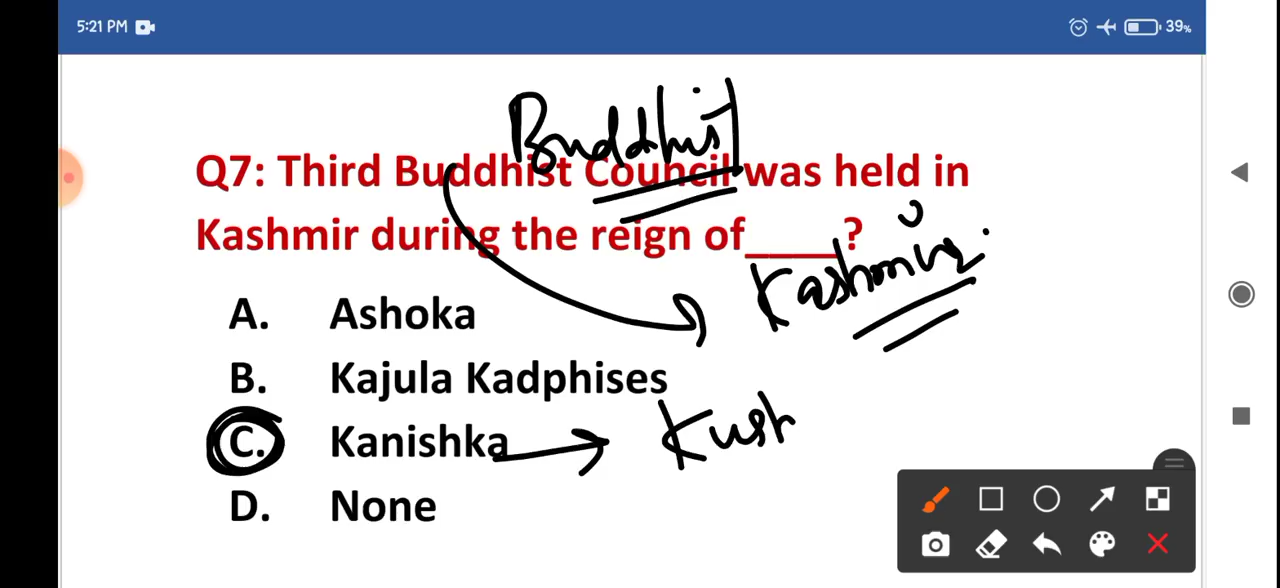 5:21 PM 39%
Buddhist
Q7: Third Buddhist Council was held in
Kashmir during the reign of____?
Kashmir
A. Ashoka
B. Kajula Kadphises
C. Kanishka Kush
D. None